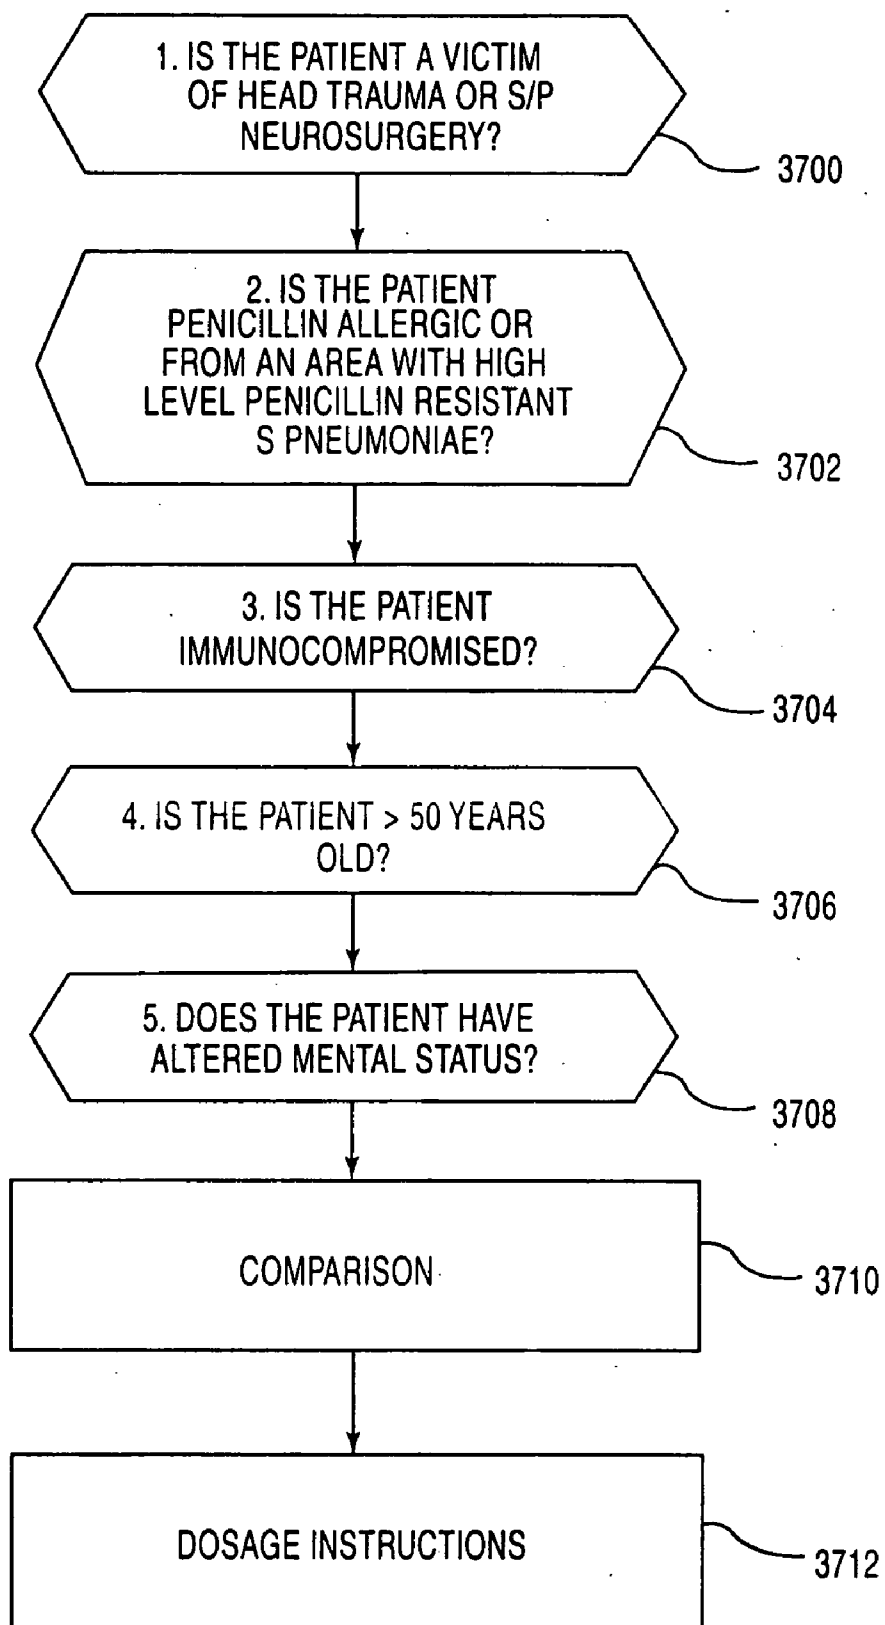 1. IS THE PATIENT A VICTIM
OF HEAD TRAUMA OR S/P
NEUROSURGERY?
3700
2. IS THE PATIENT
PENICILLIN ALLERGIC OR
FROM AN AREA WITH HIGH
LEVEL PENICILLIN RESISTANT
S PNEUMONIAE?
3702
3. IS THE PATIENT
IMMUNOCOMPROMISED?
3704
4. IS THE PATIENT > 50 YEARS
OLD?
3706
5. DOES THE PATIENT HAVE
ALTERED MENTAL STATUS?
3708
COMPARISON
3710
DOSAGE INSTRUCTIONS
3712